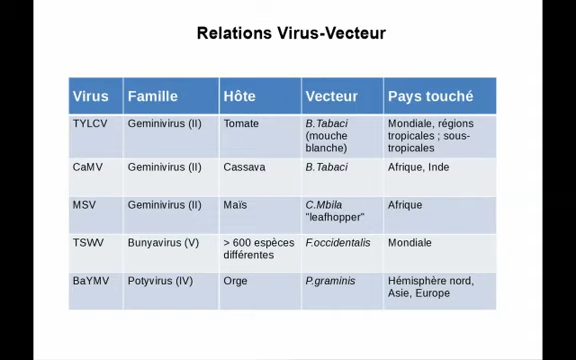 Relations Virus-Vecteur
Virus Famille Hôte Vecteur Pays touché
TYLCV Geminivirus (II) Tomate B.Tabaci (mouche blanche) Mondiale, régions tropicales ; sous-tropicales
CaMV Geminivirus (II) Cassava B.Tabaci Afrique, Inde
MSV Geminivirus (II) Maïs C.Mbila "leafhopper" Afrique
TSWV Bunyavirus (V) > 600 espèces différentes F.occidentalis Mondiale
BaYMV Potyvirus (IV) Orge P.graminis Hémisphère nord, Asie, Europe